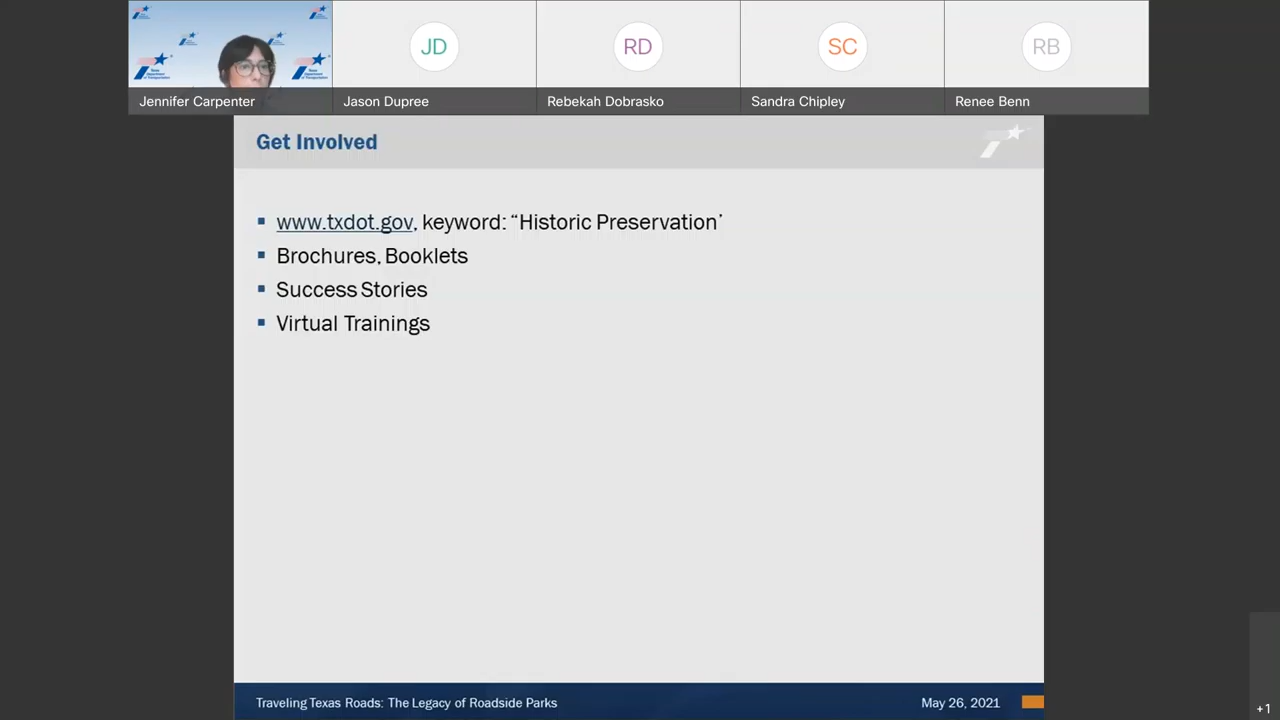 JD
RD
SC
RB
Jennifer Carpenter
Jason Dupree
Rebekah Dobrasko
Sandra Chipley
Renee Benn
Get Involved
www.txdot.gov, keyword: “Historic Preservation’
Brochures, Booklets
Success Stories
Virtual Trainings
Traveling Texas Roads: The Legacy of Roadside Parks
May 26, 2021
+1